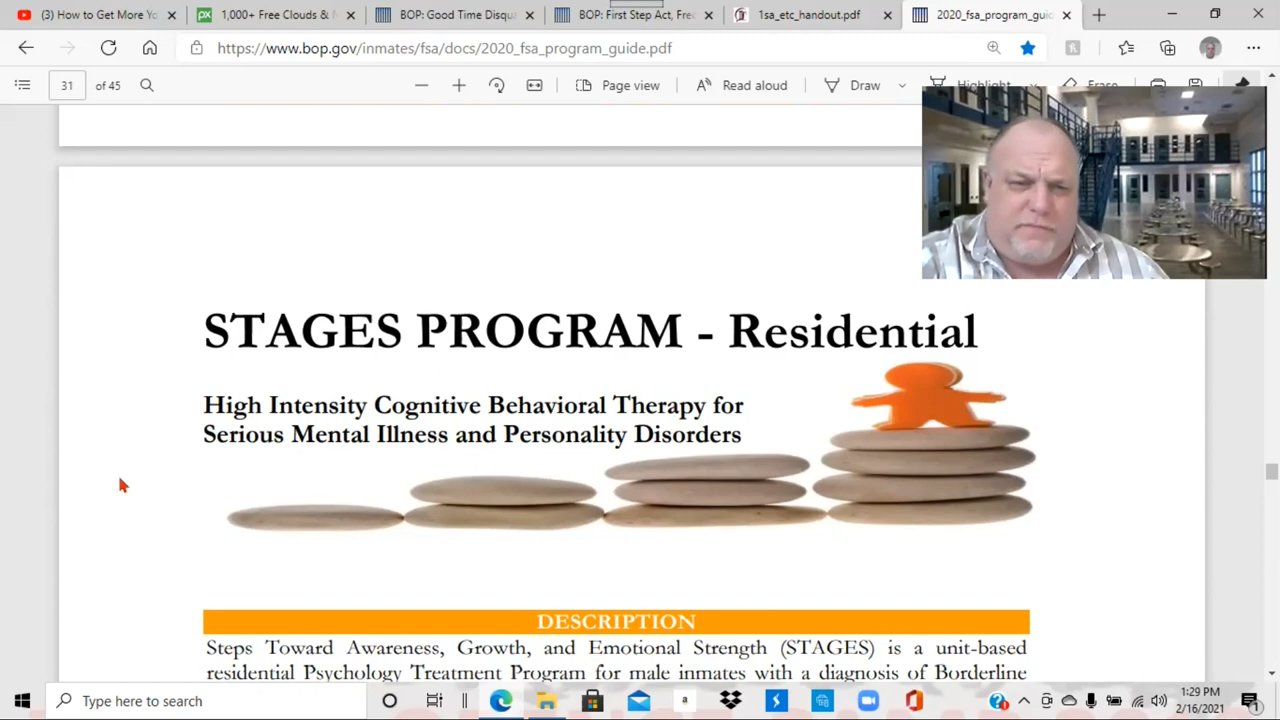 (3) How to Get More Yo
1,000+ Free Clouds &
BOP: Good Time Disqu
BOP: First Step Act, Fre
1sa_etc_handout.pdf
2020_fsa_program_guid
https://www.bop.gov/inmates/fsa/docs/2020_fsa_program_guide.pdf
31 of 45
Page view
Read aloud
Draw
Highlight
Erase
STAGES PROGRAM - Residential
High Intensity Cognitive Behavioral Therapy for
Serious Mental Illness and Personality Disorders
DESCRIPTION
Steps Toward Awareness, Growth, and Emotional Strength (STAGES) is a unit-based
residential Psychology Treatment Program for male inmates with a diagnosis of Borderline
Type here to search
1:29 PM
2/16/2021